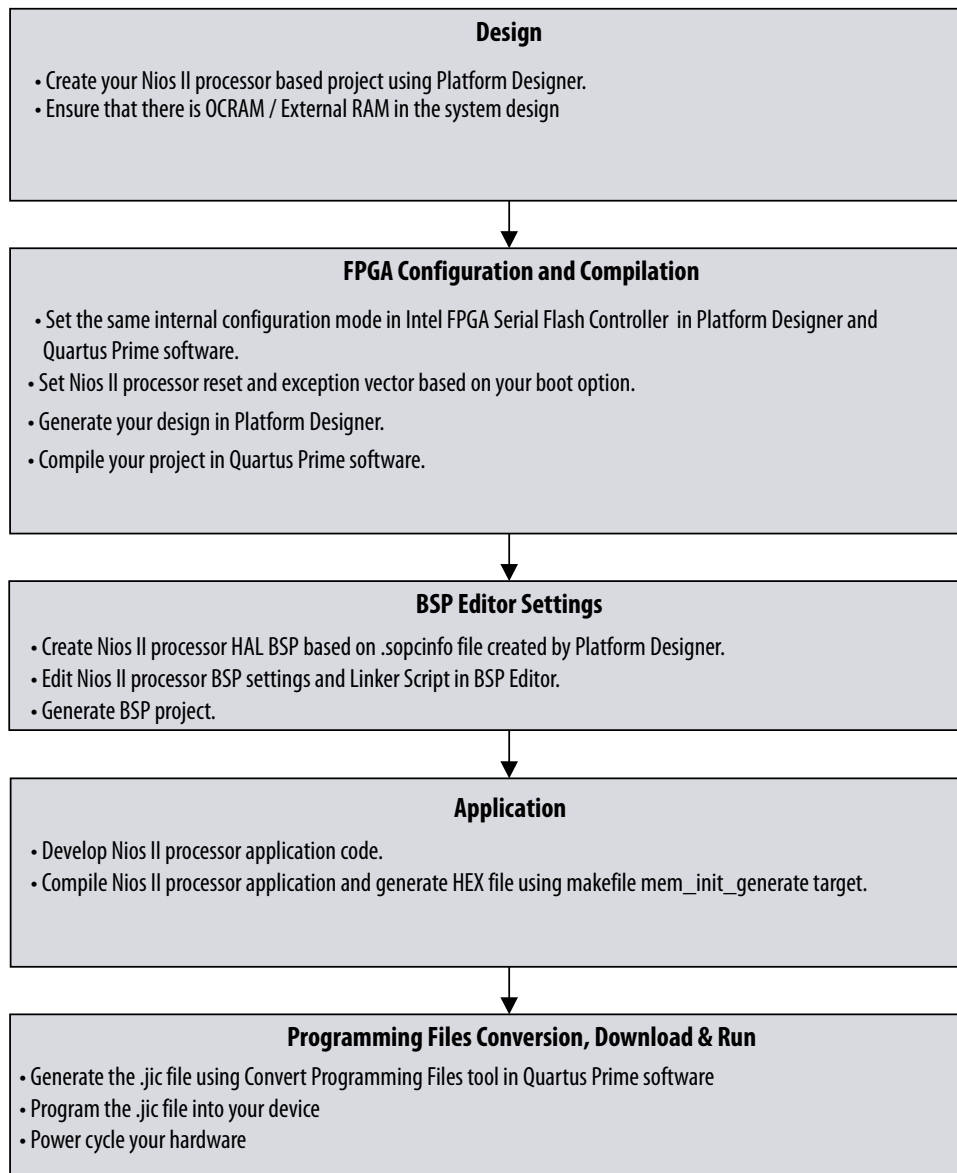 Design
• Create your Nios II processor based project using Platform Designer.
• Ensure that there is OCRAM / External RAM in the system design
FPGA Configuration and Compilation
• Set the same internal configuration mode in Intel FPGA Serial Flash Controller in Platform Designer and
Quartus Prime software.
• Set Nios II processor reset and exception vector based on your boot option.
• Generate your design in Platform Designer.
• Compile your project in Quartus Prime software.
BSP Editor Settings
• Create Nios II processor HAL BSP based on .sopcinfo file created by Platform Designer.
• Edit Nios II processor BSP settings and Linker Script in BSP Editor.
• Generate BSP project.
Application
• Develop Nios II processor application code.
• Compile Nios II processor application and generate HEX file using makefile mem_init_generate target.
Programming Files Conversion, Download & Run
• Generate the .jic file using Convert Programming Files tool in Quartus Prime software
• Program the .jic file into your device
• Power cycle your hardware